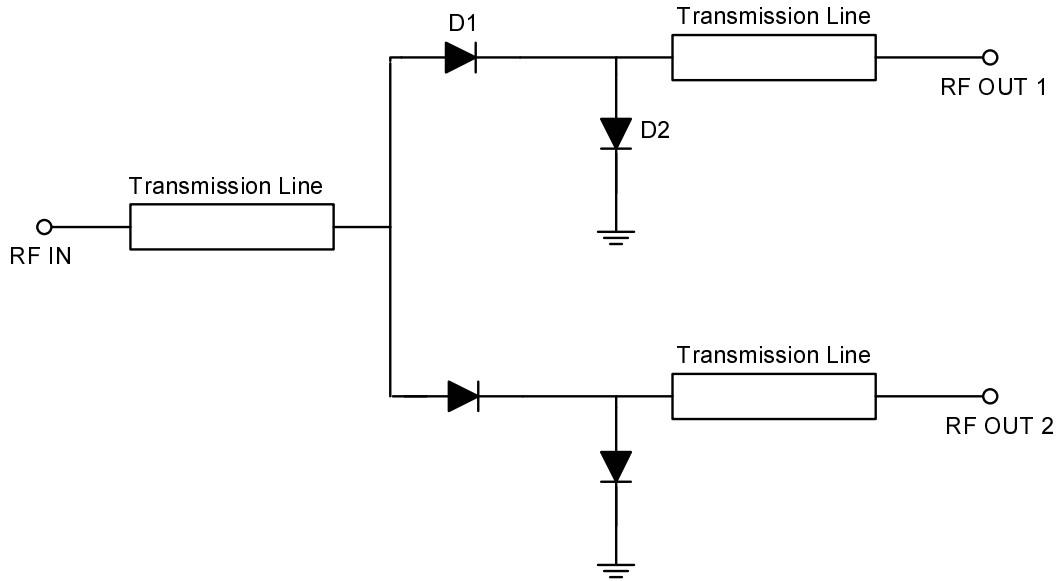 D1
Transmission Line
RF OUT 1
D2
Transmission Line
RF IN
Transmission Line
RF OUT 2